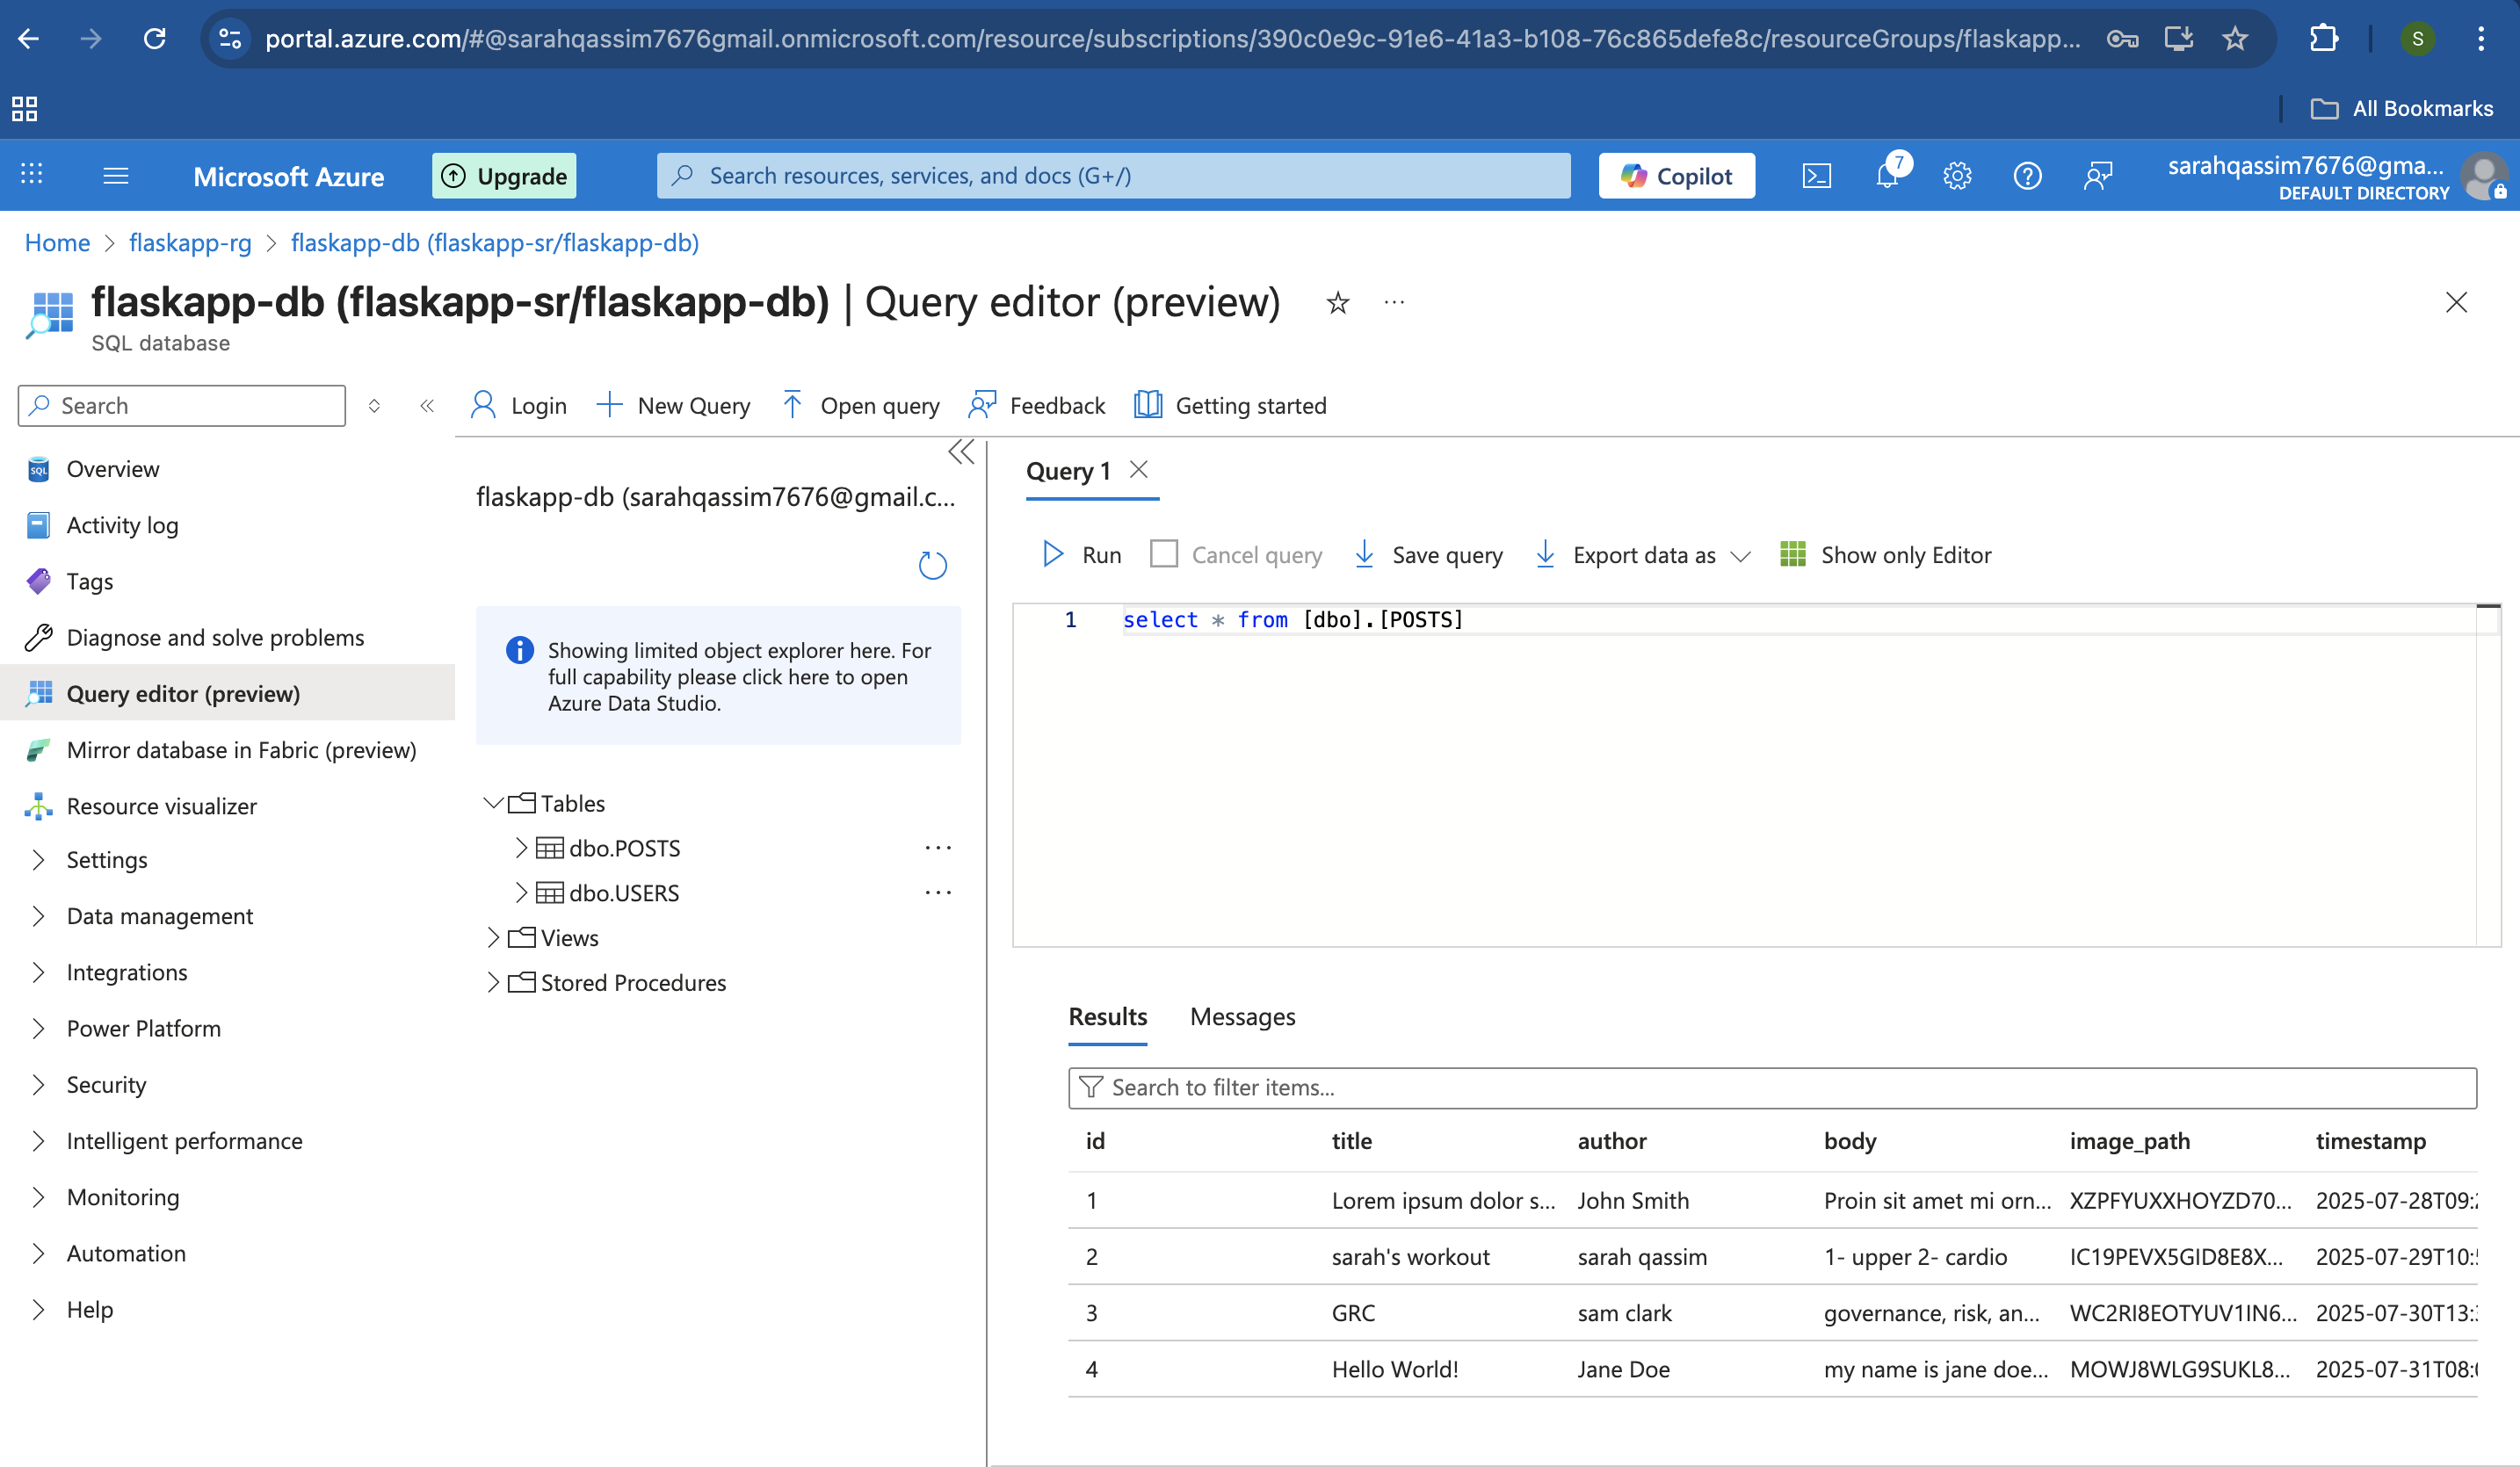 portal.azure.com/#@sarahqassim7676gmail.onmicrosoft.com/resource/subscriptions/390c0e9c-91e6-41a3-b108-76c865defe8c/resourceGroups/flaskapp...
S
All Bookmarks
Microsoft Azure
Upgrade
Search resources, services, and docs (G+/)
Copilot
7
sarahqassim7676@gma...
DEFAULT DIRECTORY
Home > flaskapp-rg > flaskapp-db (flaskapp-sr/flaskapp-db)
flaskapp-db (flaskapp-sr/flaskapp-db) | Query editor (preview)
SQL database
Search
Overview
Activity log
Tags
Diagnose and solve problems
Query editor (preview)
Mirror database in Fabric (preview)
Resource visualizer
Settings
Data management
Integrations
Power Platform
Security
Intelligent performance
Monitoring
Automation
Help
Login
New Query
Open query
Feedback
Getting started
flaskapp-db (sarahqassim7676@gmail.c...
Showing limited object explorer here. For
full capability please click here to open
Azure Data Studio.
Tables
dbo.POSTS
dbo.USERS
Views
Stored Procedures
Query 1
Run
Cancel query
Save query
Export data as
Show only Editor
1 select * from [dbo].[POSTS]
Results
Messages
Search to filter items...
id title author body image_path timestamp
1 Lorem ipsum dolor s... John Smith Proin sit amet mi orn... XZPFYUXXHOYZD70... 2025-07-28T09:
2 sarah's workout sarah qassim 1- upper 2- cardio IC19PEVX5GID8E8X... 2025-07-29T10:
3 GRC sam clark governance, risk, an... WC2RI8EOTYUV1IN6... 2025-07-30T13:
4 Hello World! Jane Doe my name is jane doe... MOWJ8WLG9SUKL8... 2025-07-31T08: